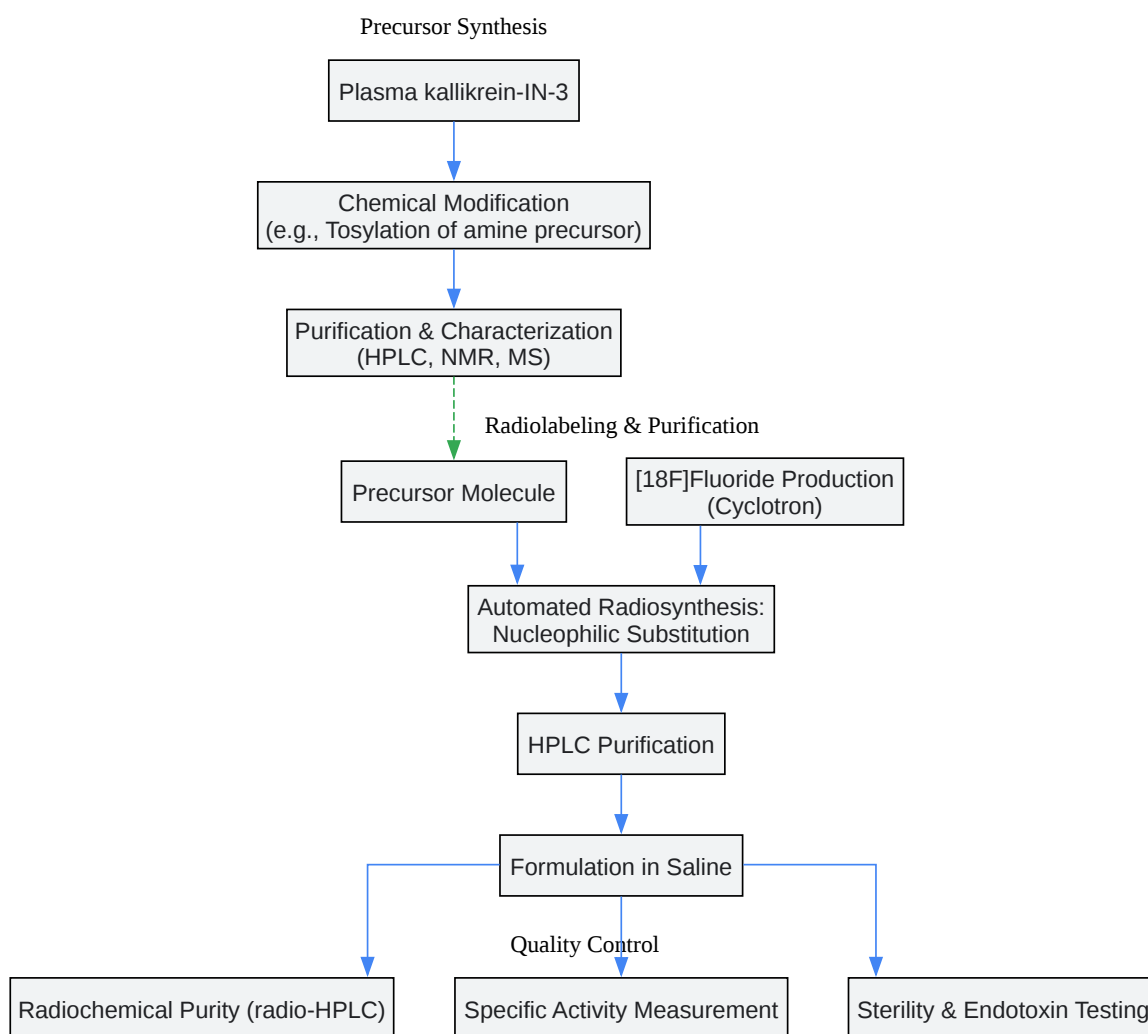 Precursor Synthesis
Plasma kallikrein-IN-3
Chemical Modification
(e.g., Tosylation of amine precursor)
Purification & Characterization
(HPLC, NMR, MS)
Radiolabeling & Purification
Precursor Molecule
[18F]Fluoride Production
(Cyclotron)
Automated Radiosynthesis:
Nucleophilic Substitution
HPLC Purification
Formulation in Saline
Quality Control
Radiochemical Purity (radio-HPLC)
Specific Activity Measurement
Sterility & Endotoxin Testing